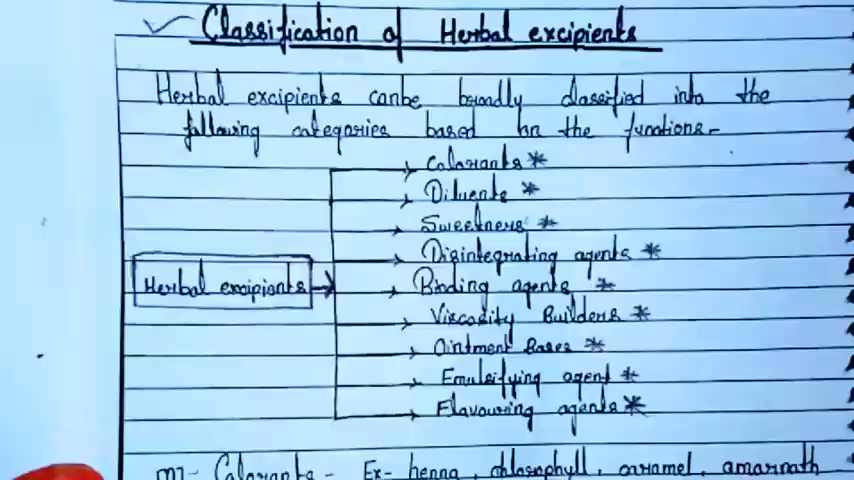 Classification of Herbal excipients
Herbal excipients canbe broadly classified into the
following categories based on the functions-
Colorants *
Diluents *
Sweetners *
Disintegrating agents *
Herbal excipients
Binding agents *
Viscosity Builders *
Ointment Bases *
Emulsifying agent *
Flavouring agents *
Colorants - Ex- henna, chlorophyll, caramel, amarnath